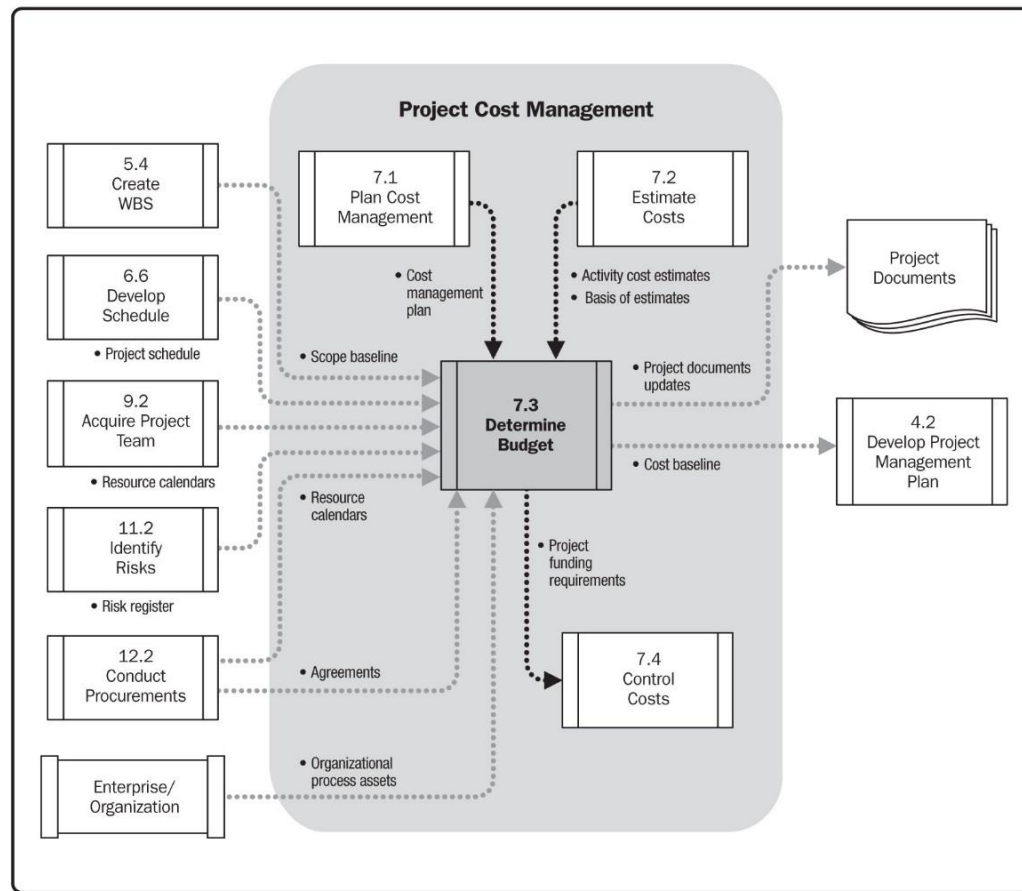 Project Cost Management
5.4
Create
WBS
7.1
Plan Cost
Management
7.2
Estimate
Costs
Project
Documents
6.6
Develop
Schedule
• Project schedule
• Cost
management
plan
• Activity cost estimates
• Basis of estimates
• Scope baseline
• Project documents
updates
9.2
Acquire Project
Team
• Resource calendars
7.3
Determine
Budget
4.2
Develop Project
Management
Plan
• Cost baseline
• Resource
calendars
11.2
Identify
Risks
• Risk register
• Project
funding
requirements
12.2
Conduct
Procurements
• Agreements
7.4
Control
Costs
Enterprise/
Organization
• Organizational
process assets